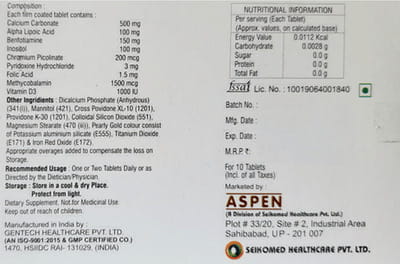 Composition :
Each film coated tablet contains :
Calcium Carbonate 500 mg
Alpha Lipoic Acid 100 mg
Benfotiamine 150 mg
Inositol 100 mg
Chromium Picolinate 200 mcg
Pyridoxine Hydrochloride 3 mg
Folic Acid 1.5 mg
Methycobalamin 1500 mcg
Vitamin D3 1000 IU
Other Ingredients : Dicalcium Phosphate (Anhydrous)
(341(ii), Mannitol (421), Cross Povidone XL-10 (1201),
Providone K-30 (1201), Colloidal Silicon Dioxide (551),
Magnesium Stearate (470 (iii)), Pearly Gold colour consist
of Potassium aluminium silicate (E555), Titanium Dioxide
(E171) & Iron Red Oxide (E172).
Appropriate overages added to compensate the loss on
Storage.
Recommended Usage : One or Two Tablets Daily or as
Directed by the Dietician/Physician.
Storage : Store in a cool & dry Place.
Protect from light.
Dietary Supplement. Not for Medicinal Use.
Keep out of reach of children.
Manufactured in India by :
GENTECH HEALTHCARE PVT. LTD.
(AN ISO-9001:2015 & GMP CERTIFIED CO.)
1470, HSIIDC RAI- 131029, (INDIA)
NUTRITIONAL INFORMATION
Per serving (Each Tablet)
(Approx. values, on calculated base)
Energy Value 0.0112 Kcal
Carbohydrate 0.0028 g
Sugar 0.0 g
Protein 0.0 g
Total Fat 0.0 g
fssai Lic. No. : 10019064001840
Batch No. :
Mfg. Date :
Exp. Date :
M.R.P ₹:
For 10 Tablets
(Incl. of all Taxes)
Marketed by :
ASPEN
(A Division of Seikomed Healthcare Pvt. Ltd.)
Plot # 33/20, Site # 2, Industrial Area
Sahibabad, UP - 201 007
SEIKOMED HEALTHCARE PVT. LTD.